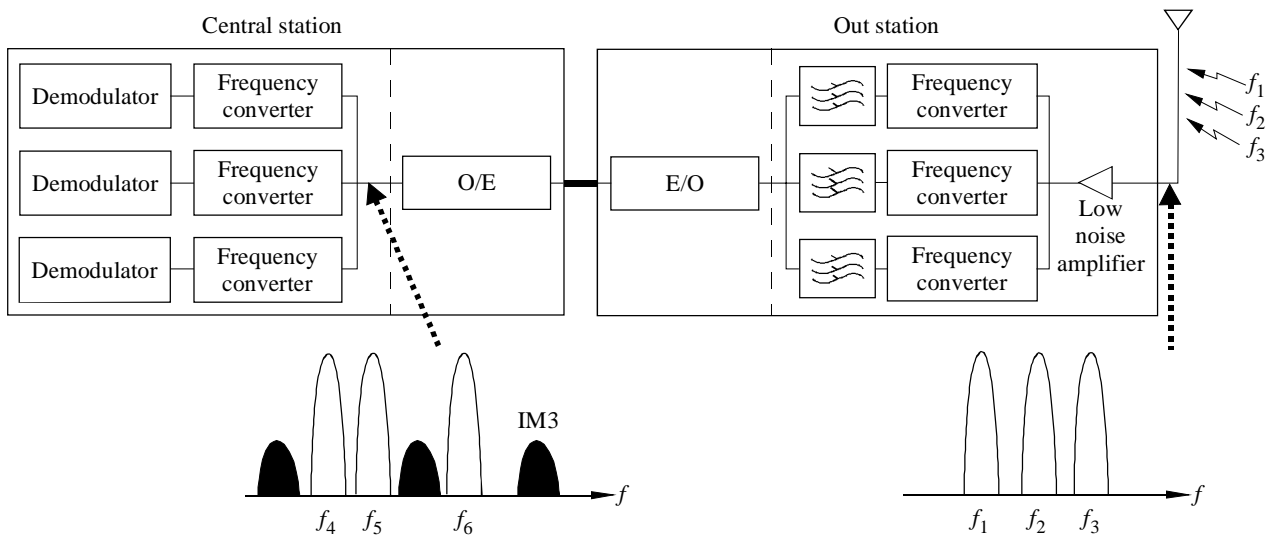 Central station
Out station
Demodulator
Frequency
converter
Demodulator
Frequency
converter
Demodulator
Frequency
converter
O/E
E/O
Frequency
converter
Frequency
converter
Frequency
converter
Low
noise
amplifier
f1
f2
f3
IM3
f4
f5
f6
f
f1
f2
f3
f